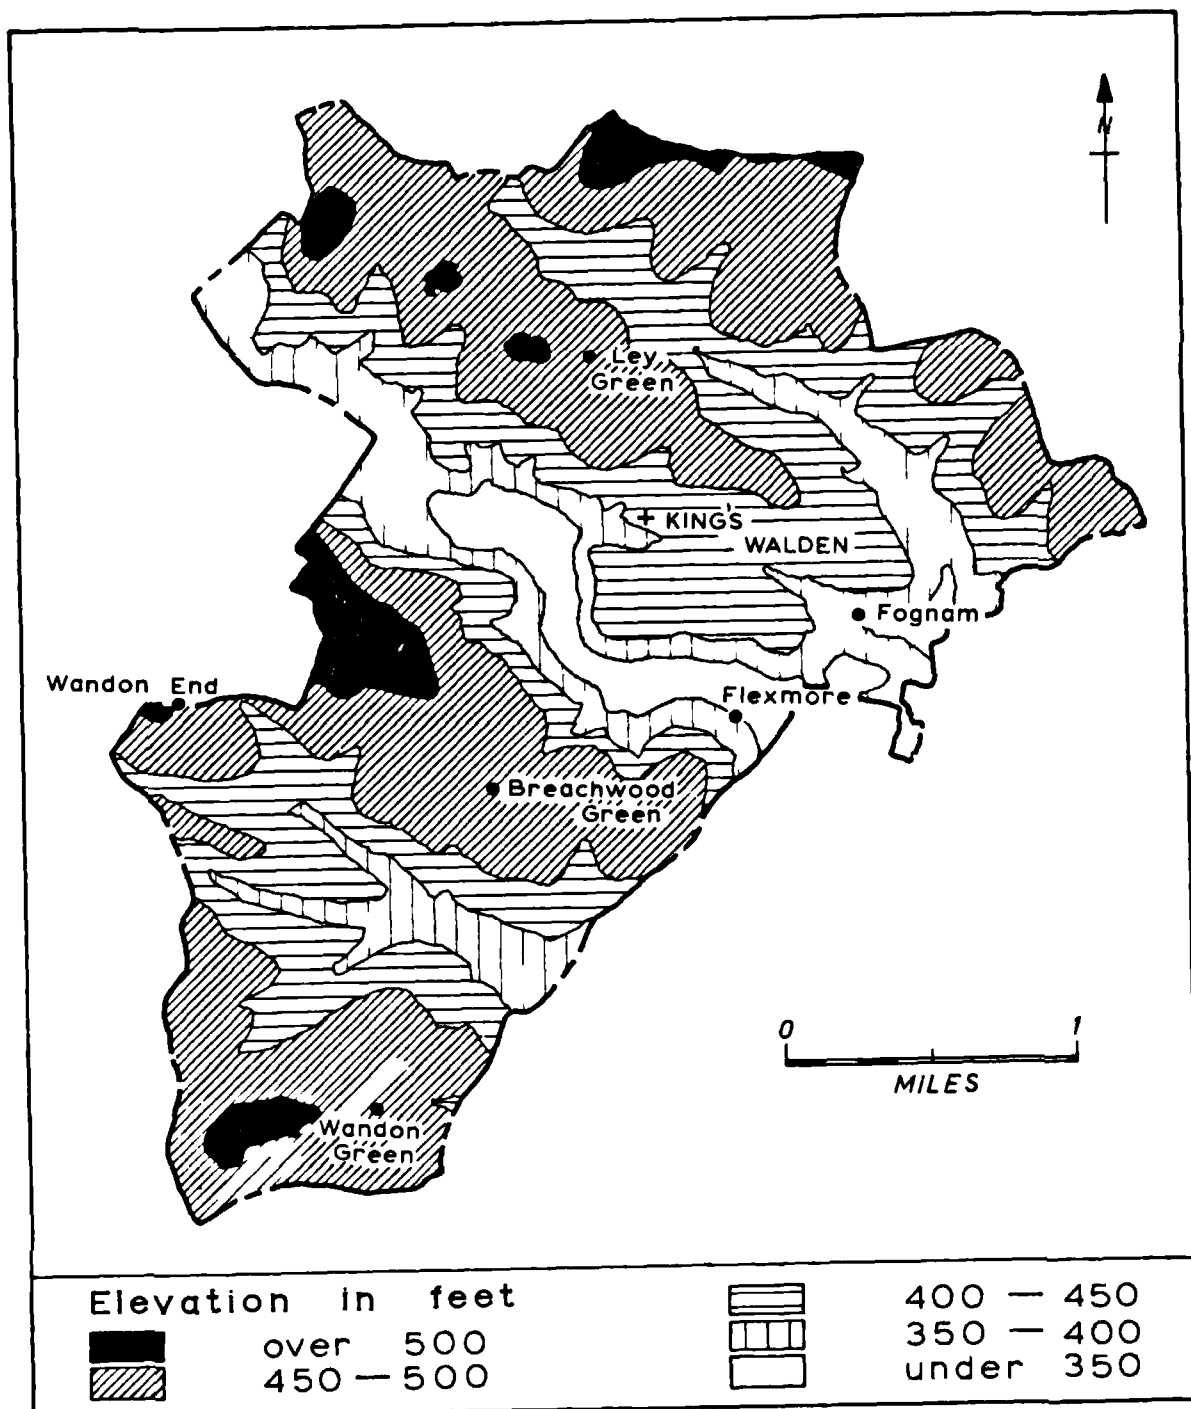 N
Ley
Green
+ KING'S
WALDEN
Fognam
Wandon End
Flexmore
Breachwood
Green
0 1
MILES
Wandon
Green
Elevation in feet
over 500
450 — 500
400 — 450
350 — 400
under 350